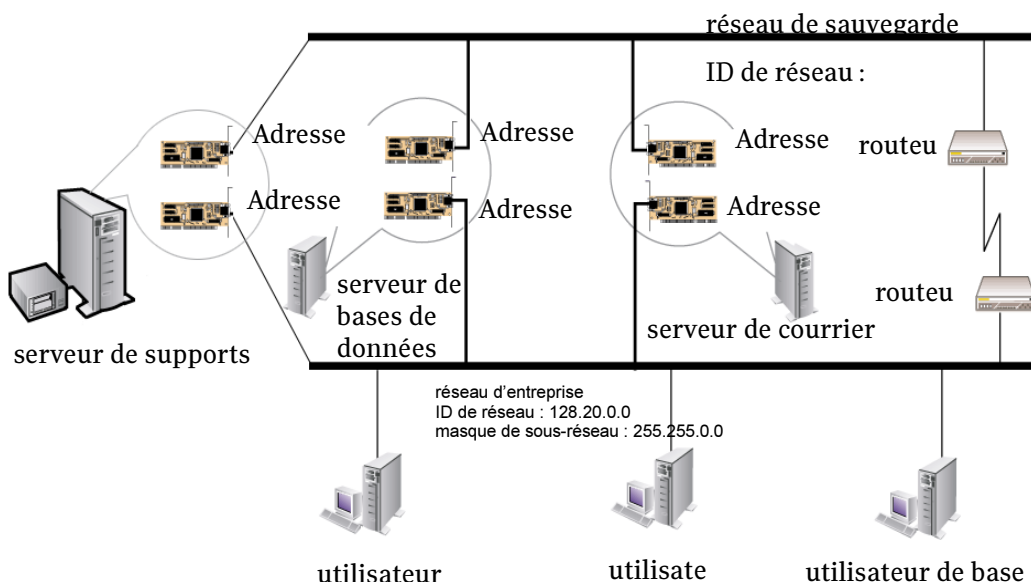 réseau de sauvegarde
ID de réseau :
Adresse
Adresse
Adresse
Adresse
Adresse
Adresse
routeu
routeu
serveur de
bases de
données
serveur de courrier
serveur de supports
réseau d'entreprise
ID de réseau : 128.20.0.0
masque de sous-réseau : 255.255.0.0
utilisateur
utilisate
utilisateur de base